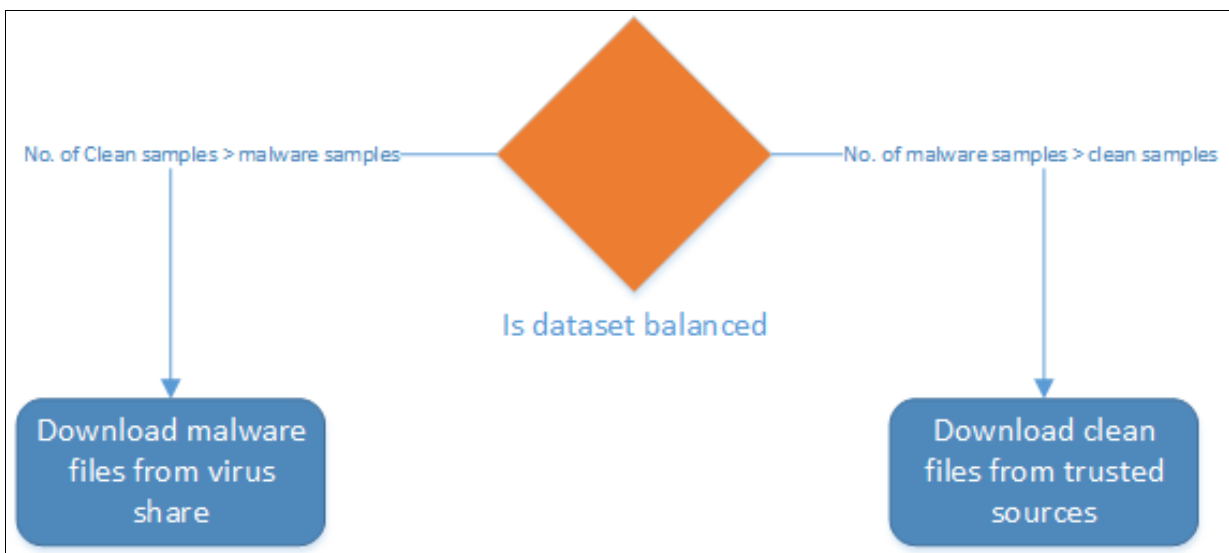 No. of Clean samples > malware samples
No. of malware samples > clean samples
Is dataset balanced
Download malware
files from virus
share
Download clean
files from trusted
sources